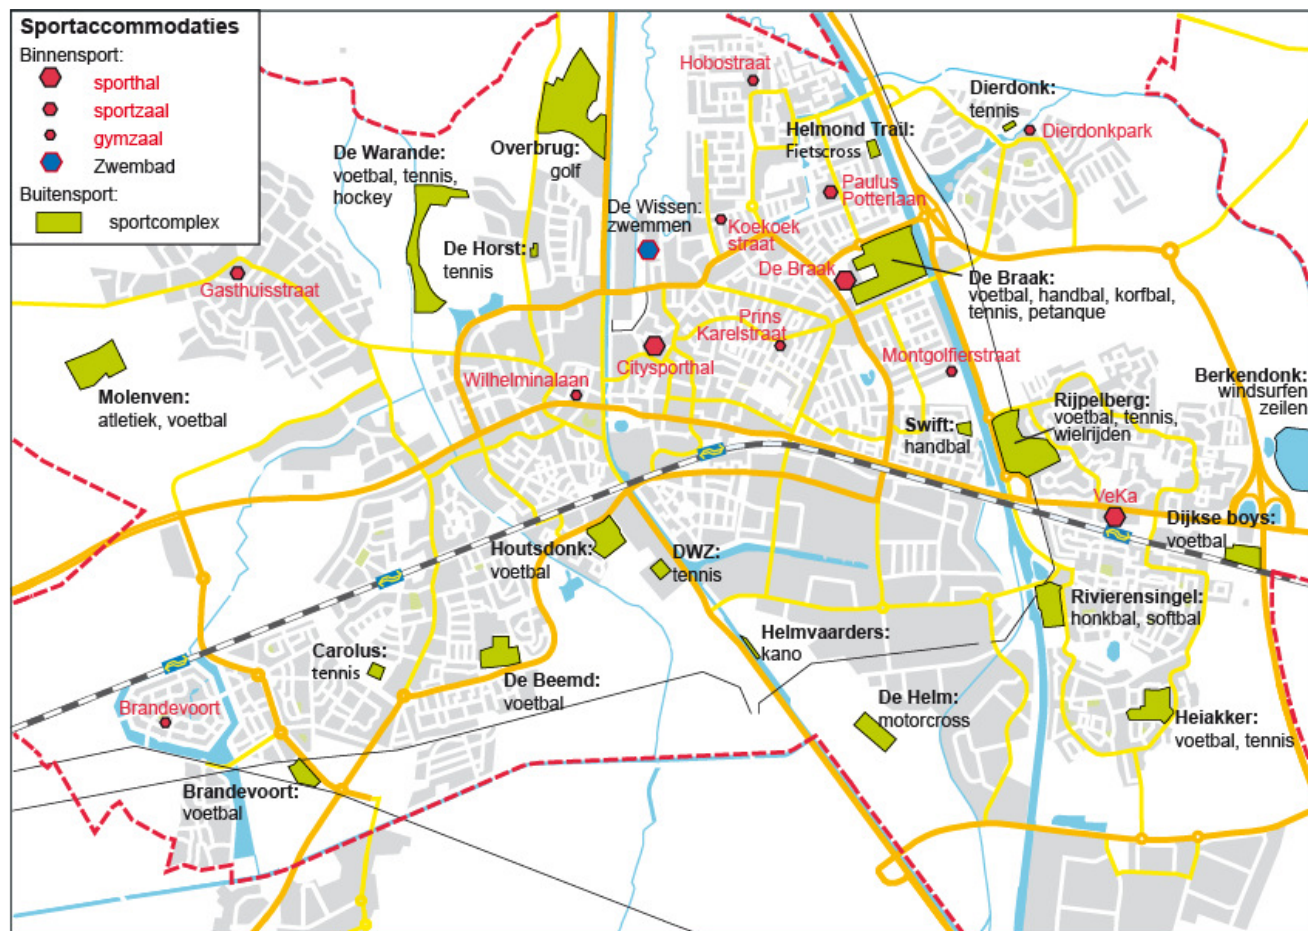 Sportaccommodaties
Binnensport:
sporthal
sportzaal
gymzaal
Zwembad
Buitensport:
sportcomplex
Hobostraat
Dierdonk:
tennis
Dierdonkpark
Helmond Trail:
Fietscross
Overbrug:
golf
De Warande:
voetbal, tennis,
hockey
Paulus
Potterlaan
De Wissen:
zwemmen
Koekoek
straat
De Horst:
tennis
De Braak
De Braak:
voetbal, handbal, korfbal,
tennis, petanque
Gasthuisstraat
Prins
Karelstraat
Citysporthal
Montgolfierstraat
Wilhelminalaan
Molenven:
atletiek, voetbal
Berkendonk:
windsurfen
zeilen
Rijpelberg:
voetbal, tennis,
wielrijden
Swift:
handbal
VeKa
Dijkse boys:
voetbal
Houtsdonk:
voetbal
DWZ:
tennis
Rivierensingel:
honkbal, softbal
Helmvaarders:
kano
Carolus:
tennis
De Beemd:
voetbal
De Helm:
motorcross
Brandevoort
Heiakker:
voetbal, tennis
Brandevoort:
voetbal